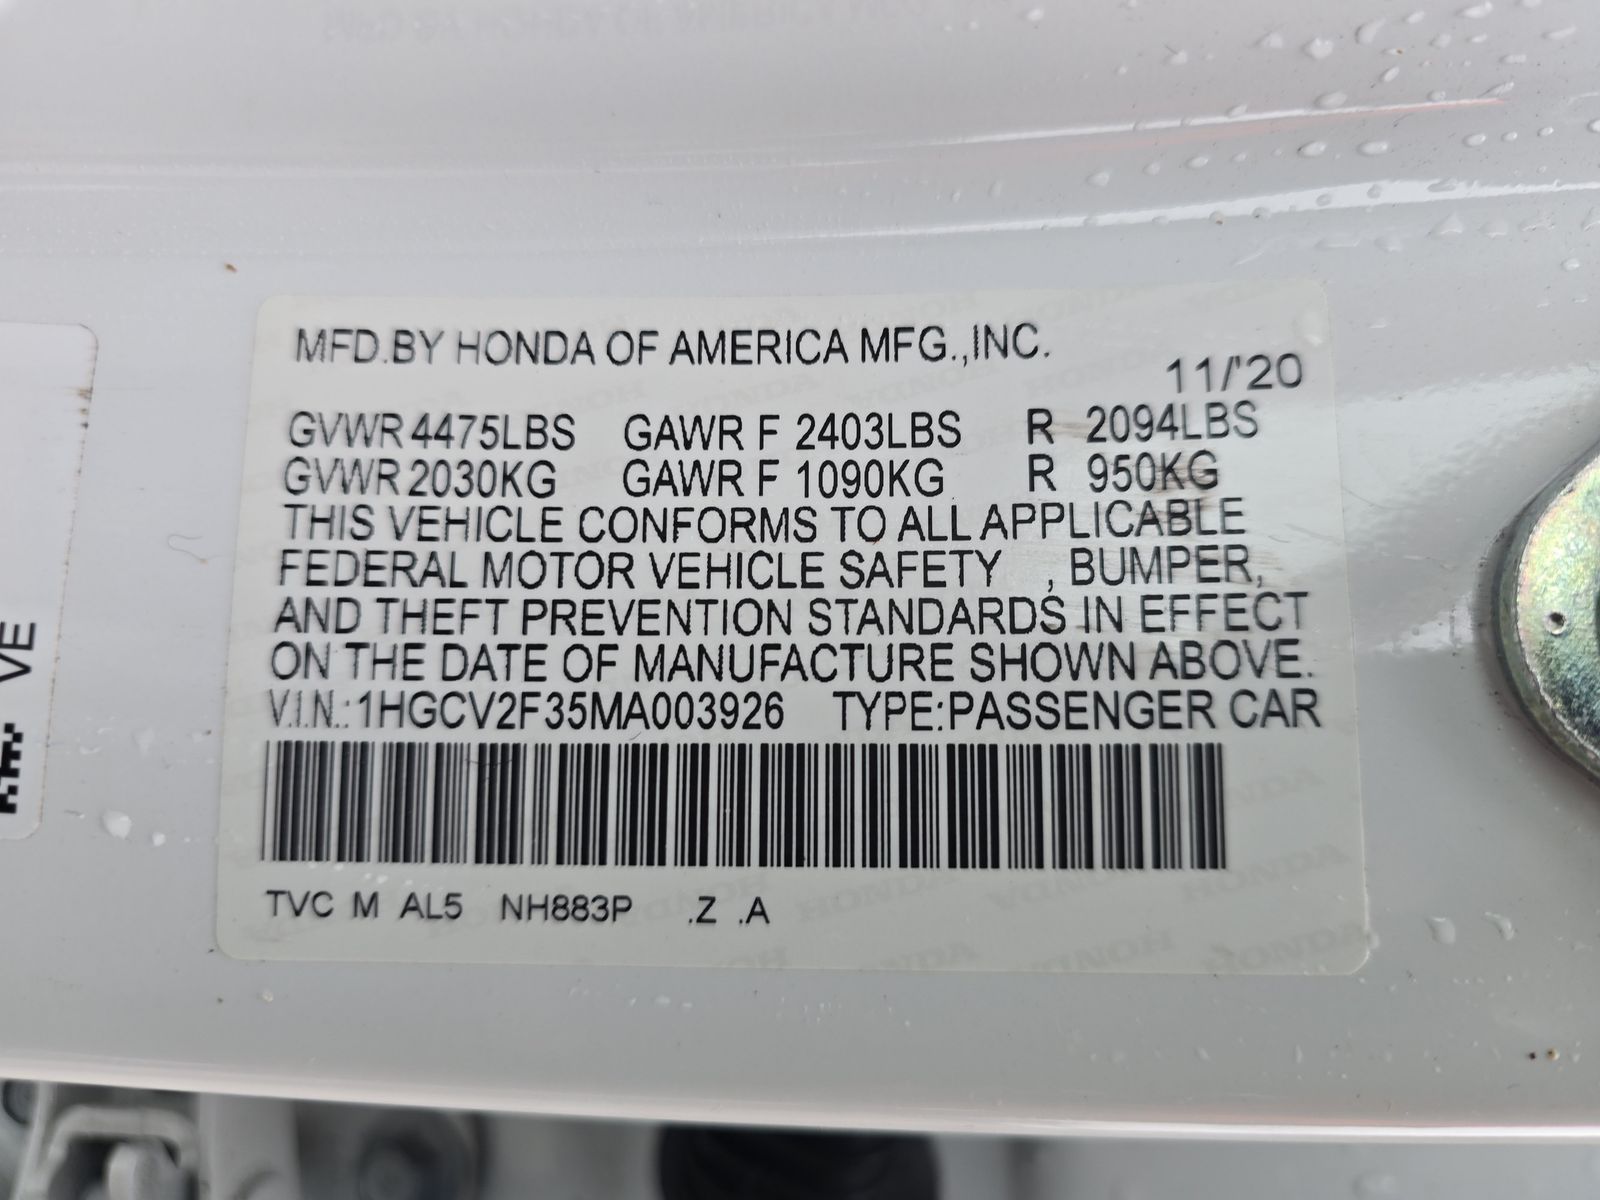 MFD.BY HONDA OF AMERICA MFG.,INC.
11/'20
GVWR 4475LBS GAWR F 2403LBS R 2094LBS
GVWR 2030KG GAWR F 1090KG R 950KG
THIS VEHICLE CONFORMS TO ALL APPLICABLE
FEDERAL MOTOR VEHICLE SAFETY , BUMPER,
AND THEFT PREVENTION STANDARDS IN EFFECT
ON THE DATE OF MANUFACTURE SHOWN ABOVE.
V.I.N.: 1HGCV2F35MA003926 TYPE:PASSENGER CAR
TVC M AL5 NH883P .Z .A
VE